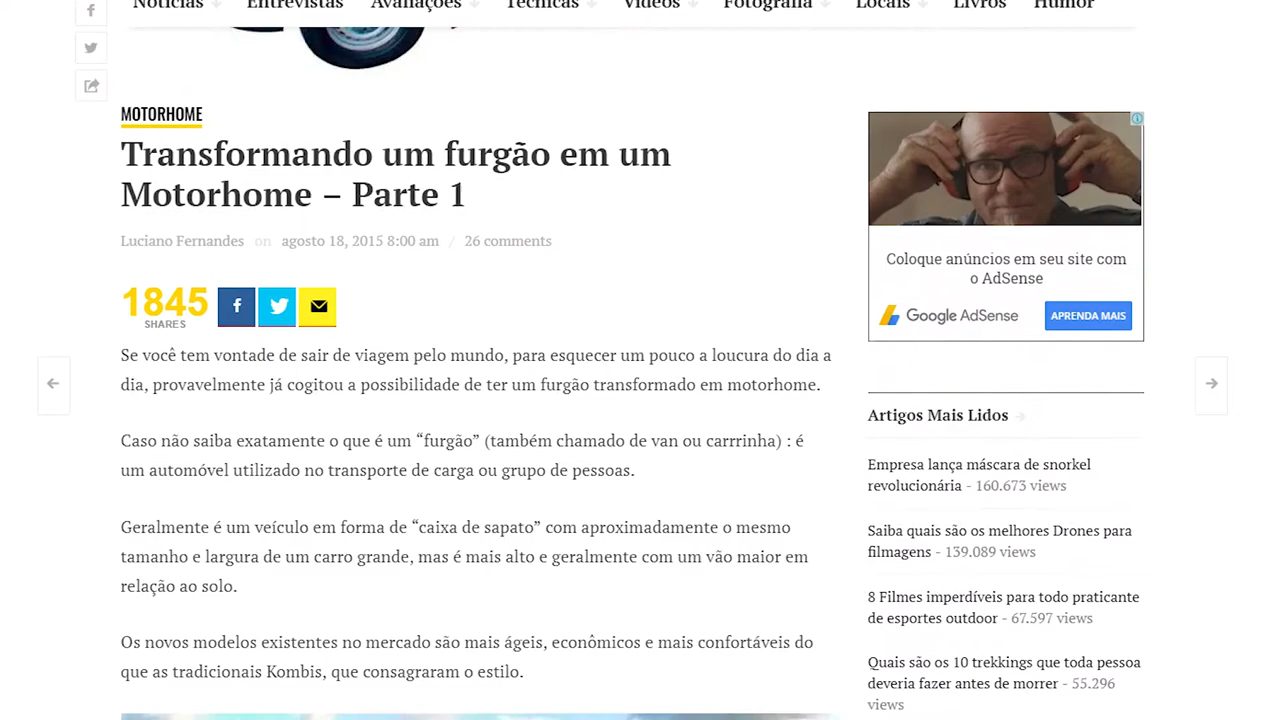 Notícias Entrevistas Avaliações Técnicas Vídeos Fotografia Locais Livros Humor
MOTORHOME
Transformando um furgão em um
Motorhome – Parte 1
Luciano Fernandes on agosto 18, 2015 8:00 am / 26 comments
1845
SHARES
Se você tem vontade de sair de viagem pelo mundo, para esquecer um pouco a loucura do dia a
dia, provavelmente já cogitou a possibilidade de ter um furgão transformado em motorhome.
Caso não saiba exatamente o que é um “furgão” (também chamado de van ou carrrinha) : é
um automóvel utilizado no transporte de carga ou grupo de pessoas.
Geralmente é um veículo em forma de “caixa de sapato” com aproximadamente o mesmo
tamanho e largura de um carro grande, mas é mais alto e geralmente com um vão maior em
relação ao solo.
Os novos modelos existentes no mercado são mais ágeis, econômicos e mais confortáveis do
que as tradicionais Kombis, que consagraram o estilo.
Coloque anúncios em seu site com
o AdSense
Google AdSense APRENDA MAIS
Artigos Mais Lidos
Empresa lança máscara de snorkel
revolucionária - 160.673 views
Saiba quais são os melhores Drones para
filmagens - 139.089 views
8 Filmes imperdíveis para todo praticante
de esportes outdoor - 67.597 views
Quais são os 10 trekkings que toda pessoa
deveria fazer antes de morrer - 55.296
views